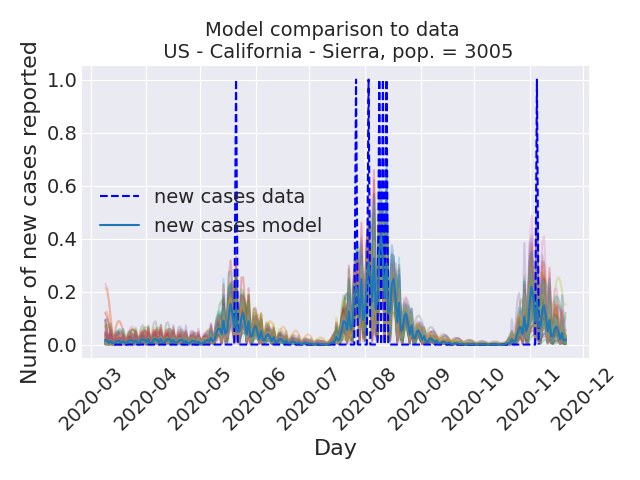 Model comparison to data
US - California - Sierra, pop. = 3005
Number of new cases reported
1.0
0.8
0.6
0.4
0.2
0.0
new cases data
new cases model
2020-03
2020-04
2020-05
2020-06
2020-07
2020-08
2020-09
2020-10
2020-11
2020-12
Day